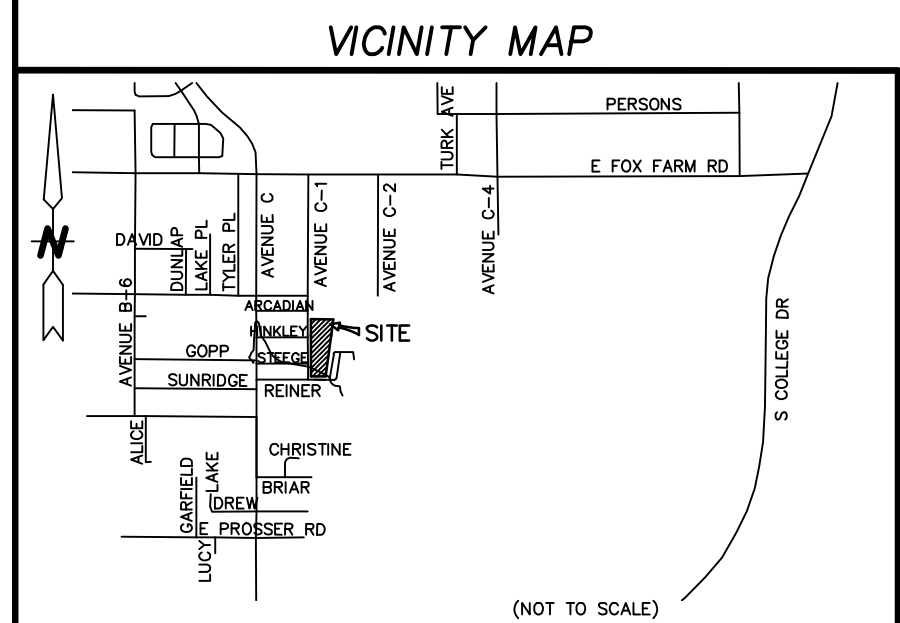 VICINITY MAP
PERSONS
TURK AVE
E FOX FARM RD
N
DAVID
DUNLAP
LAKE PL
TYLER PL
AVENUE C
AVENUE C-1
AVENUE C-2
AVENUE C-4
AVENUE B-6
ARCADIAN
HINKLEY
SITE
STEEGE
GOPP
SUNRIDGE
REINER
S COLLEGE DR
ALICE
CHRISTINE
BRIAR
GARFIELD
LAKE
DREW
E PROSSER RD
LUCY
(NOT TO SCALE)